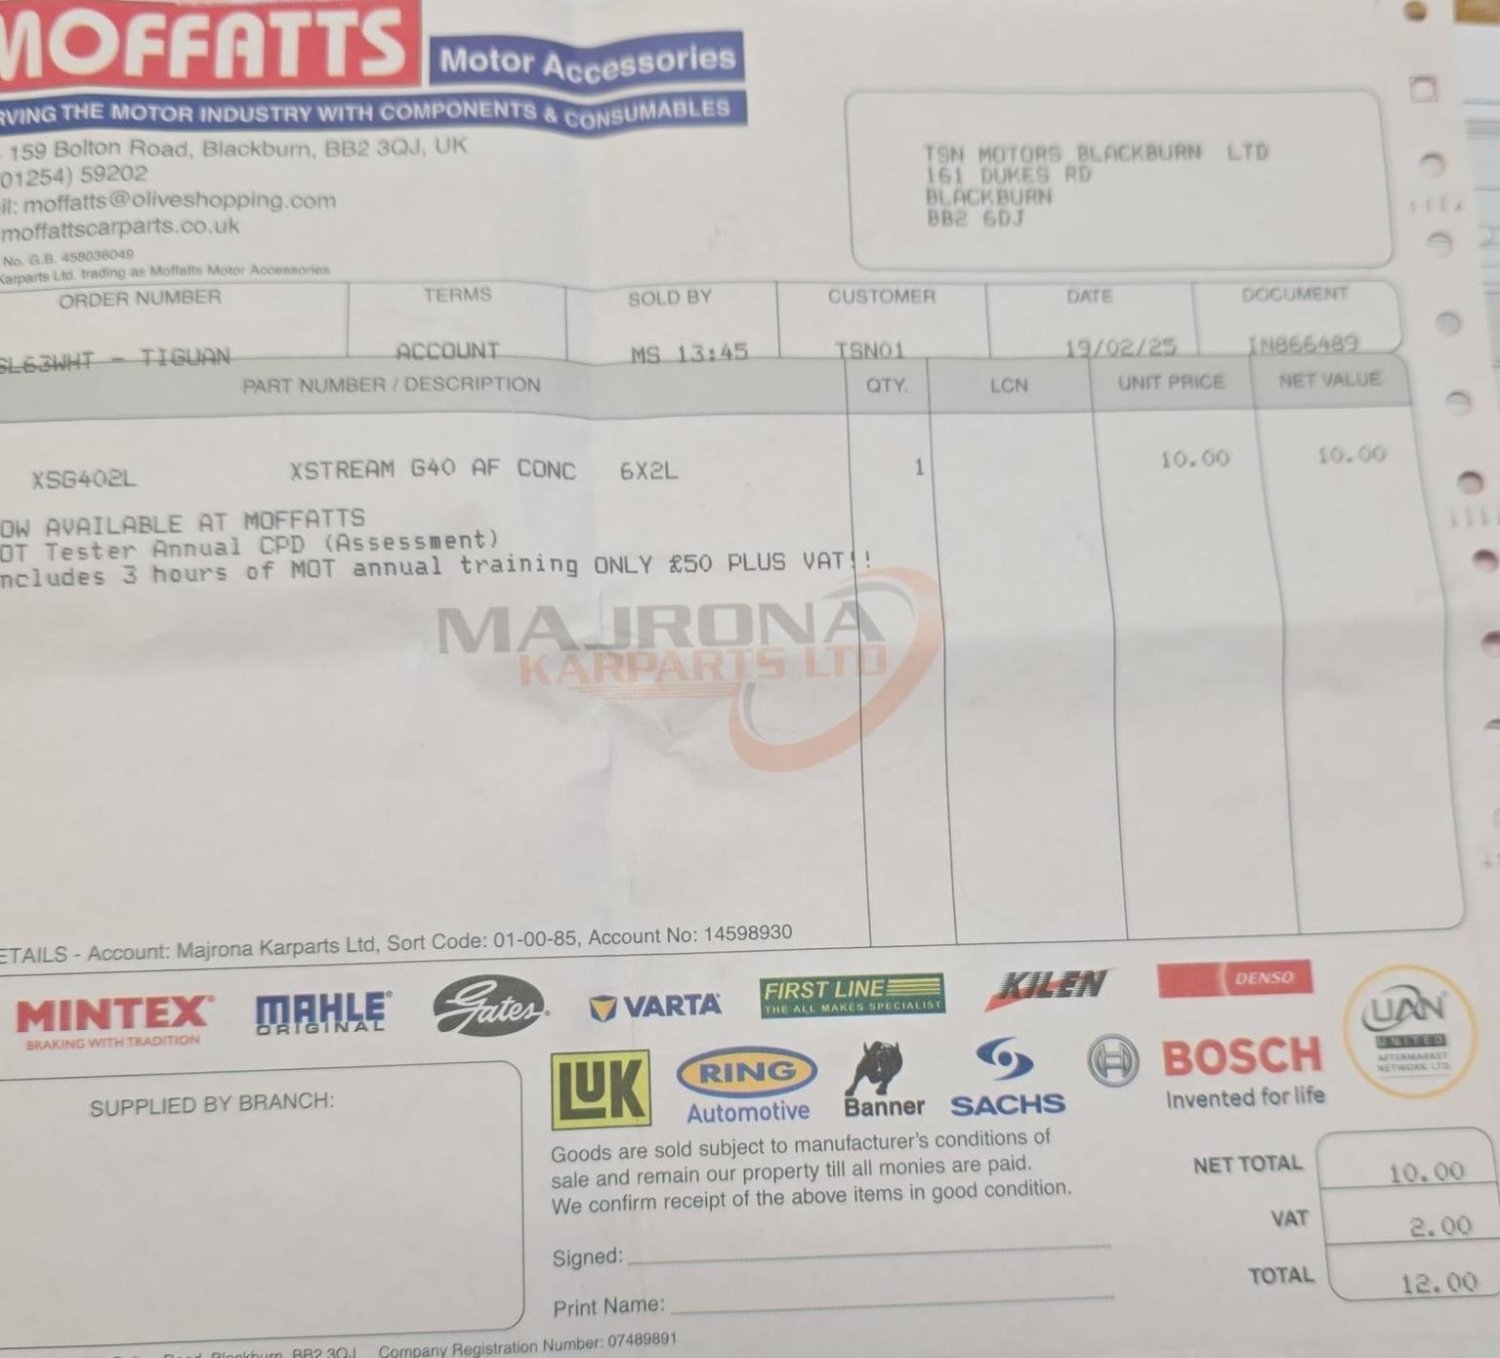 MOFFATTS
Motor Accessories
RVING THE MOTOR INDUSTRY WITH COMPONENTS & CONSUMABLES
159 Bolton Road, Blackburn, BB2 3QJ, UK
01254) 59202
il: moffatts@oliveshopping.com
moffattscarparts.co.uk
No. G.B. 458036049
Karparts Ltd. trading as Moffatts Motor Accessories
TSN MOTORS BLACKBURN LTD
161 DUKES RD
BLACKBURN
BB2 6DJ
ORDER NUMBER TERMS SOLD BY CUSTOMER DATE DOCUMENT
SL63WHT - TIGUAN ACCOUNT MS 13:45 TSN01 19/02/25 IN866489
PART NUMBER / DESCRIPTION QTY. LCN UNIT PRICE NET VALUE
XSG402L XSTREAM G40 AF CONC 6X2L 1 10.00 10.00
OW AVAILABLE AT MOFFATTS
OT Tester Annual CPD (Assessment)
ncludes 3 hours of MOT annual training ONLY £50 PLUS VAT!!
MAJRONA
KARPARTS LTD
ETAILS - Account: Majrona Karparts Ltd, Sort Code: 01-00-85, Account No: 14598930
MINTEX®
BRAKING WITH TRADITION
MAHLE®
ORIGINAL
Gates®
VARTA
FIRST LINE
THE ALL MAKES SPECIALIST
KILEN
DENSO
UAN
UNITED
AFTERMARKET
NETWORK LTD
LUK
RING
Automotive
Banner
SACHS
BOSCH
Invented for life
SUPPLIED BY BRANCH:
Goods are sold subject to manufacturer's conditions of
sale and remain our property till all monies are paid.
We confirm receipt of the above items in good condition.
Signed:
Print Name:
NET TOTAL 10.00
VAT 2.00
TOTAL 12.00
Road, Blackburn, BB2 3QJ Company Registration Number: 07489891